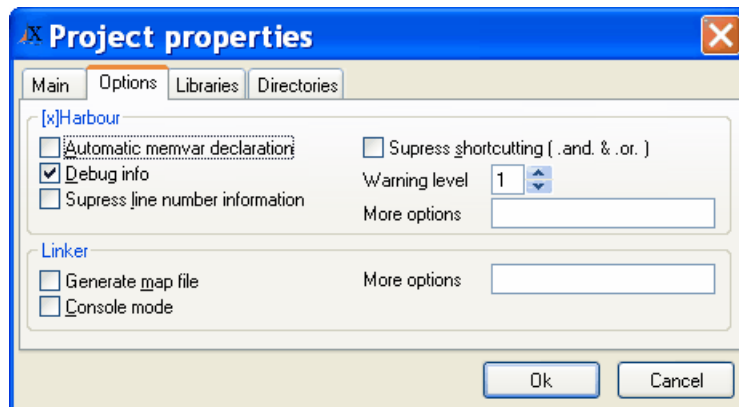 Project properties
Main Options Libraries Directories
[x]Harbour
Automatic memvar declaration
Debug info
Supress line number information
Supress shortcutting ( .and. & .or. )
Warning level 1
More options
Linker
Generate map file
Console mode
More options
Ok Cancel